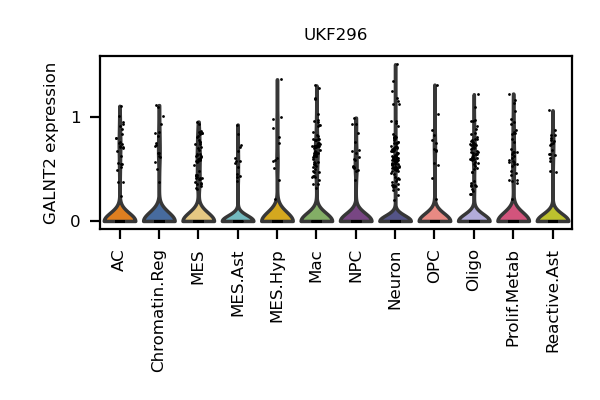 UKF296
GALNT2 expression
1
0
AC
Chromatin.Reg
MES
MES.Ast
MES.Hyp
Mac
NPC
Neuron
OPC
Oligo
Prolif.Metab
Reactive.Ast